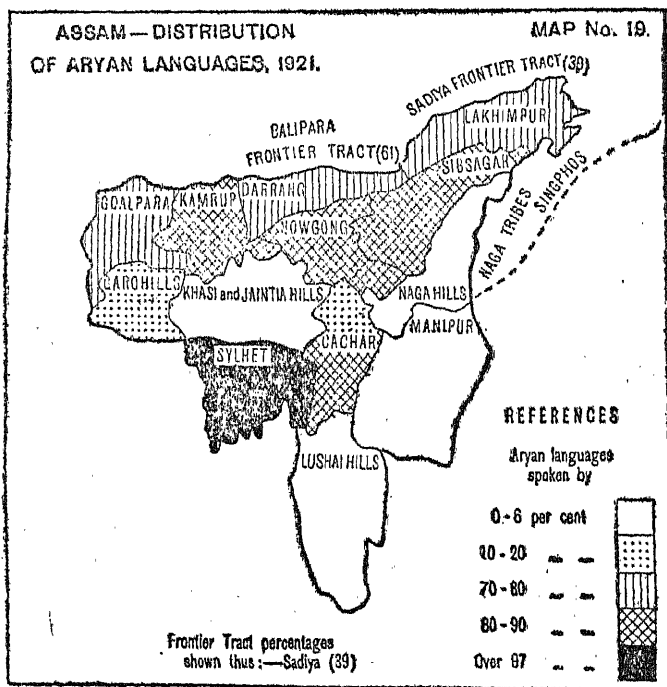 ASSAM—DISTRIBUTION
OF ARYAN LANGUAGES, 1921.
MAP No. 19.
SADIYA FRONTIER TRACT (39)
LAKHIMPUR
BALIPARA
FRONTIER TRACT (61)
SIBSAGAR
GOALPARA
KAMRUP
DARRANG
NOWGONG
NAGA TRIBES
SINGPHOS
GARO HILLS
KHASI and JAINTIA HILLS
NAGA HILLS
MANIPUR
CACHAR
SYLHET
LUSHAI HILLS
REFERENCES
Aryan languages
spoken by
0-6 per cent
10-20 " "
70-80 " "
80-90 " "
Over 97 " "
Frontier Tract percentages
shown thus:—Sadiya (39)